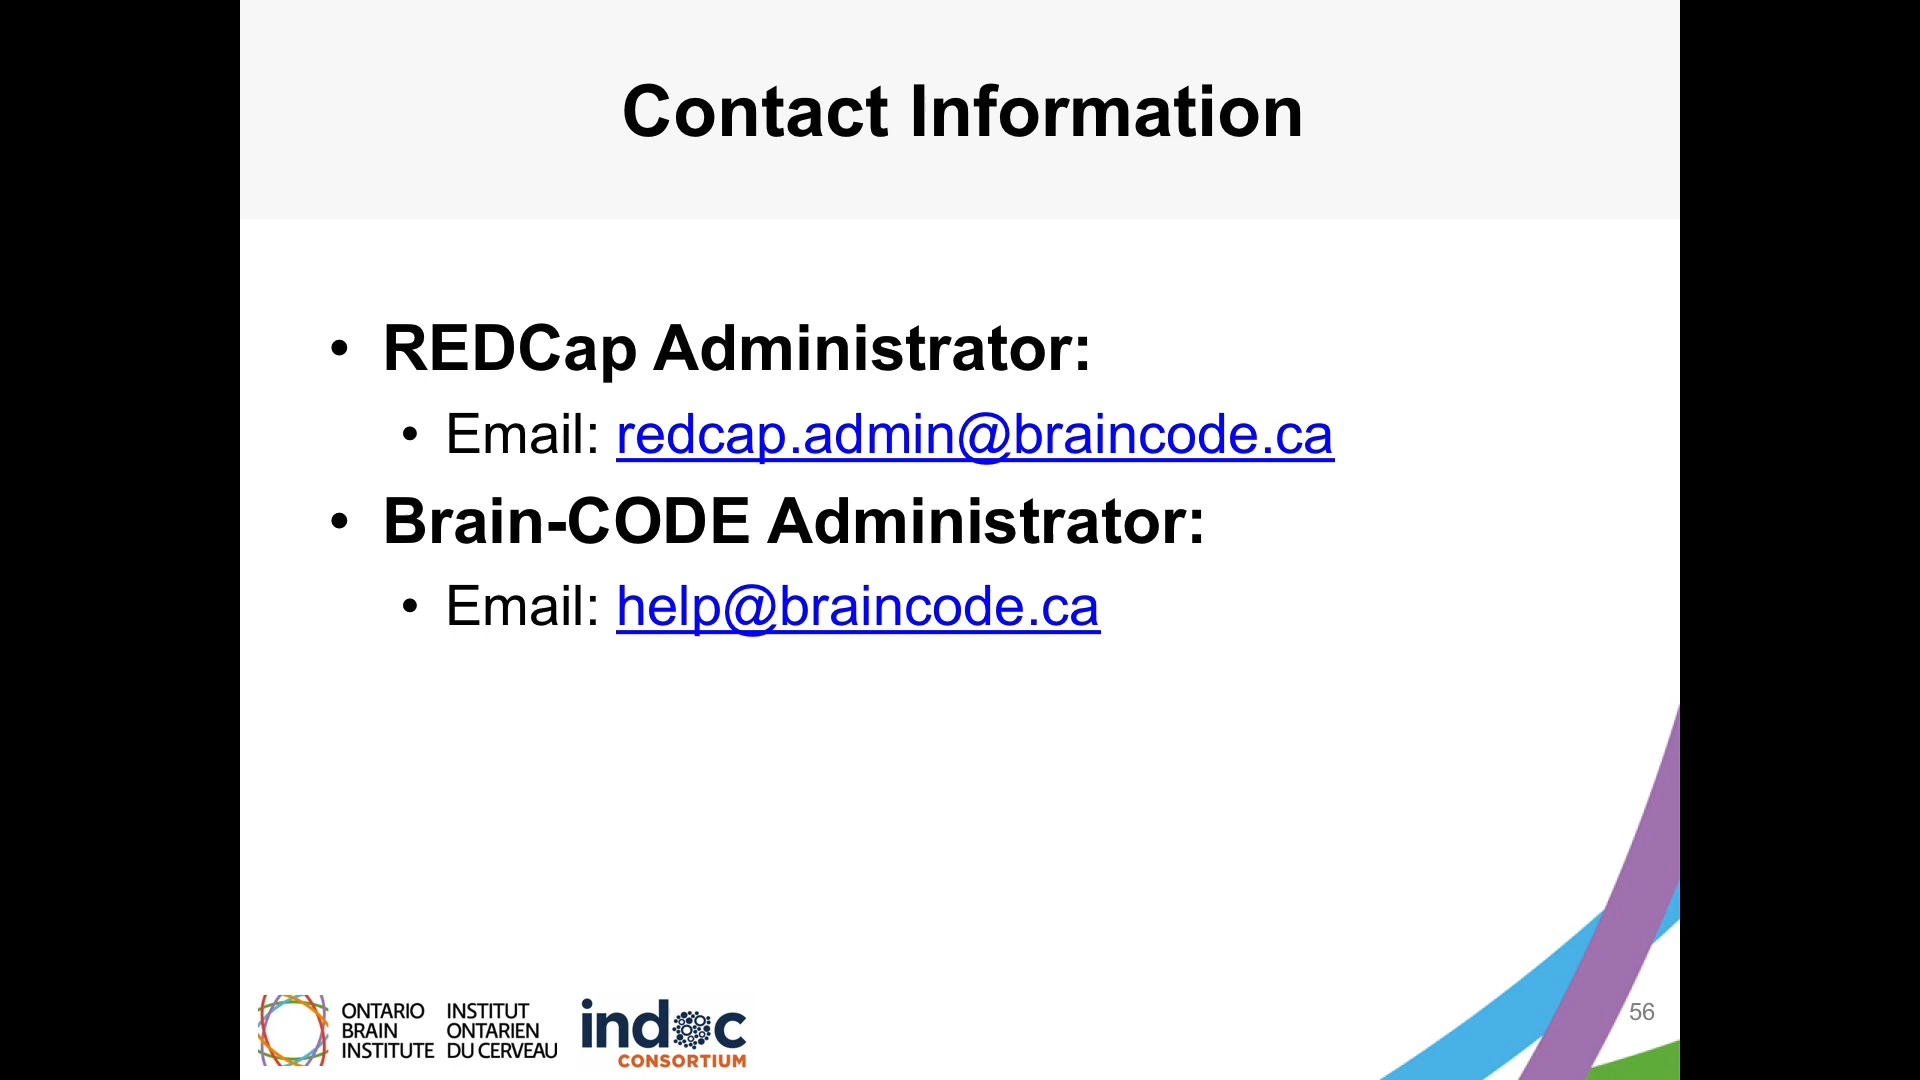 Contact Information
• REDCap Administrator:
• Email: redcap.admin@braincode.ca
• Brain-CODE Administrator:
• Email: help@braincode.ca
ONTARIO BRAIN INSTITUTE
INSTITUT ONTARIEN DU CERVEAU
indoc CONSORTIUM
56